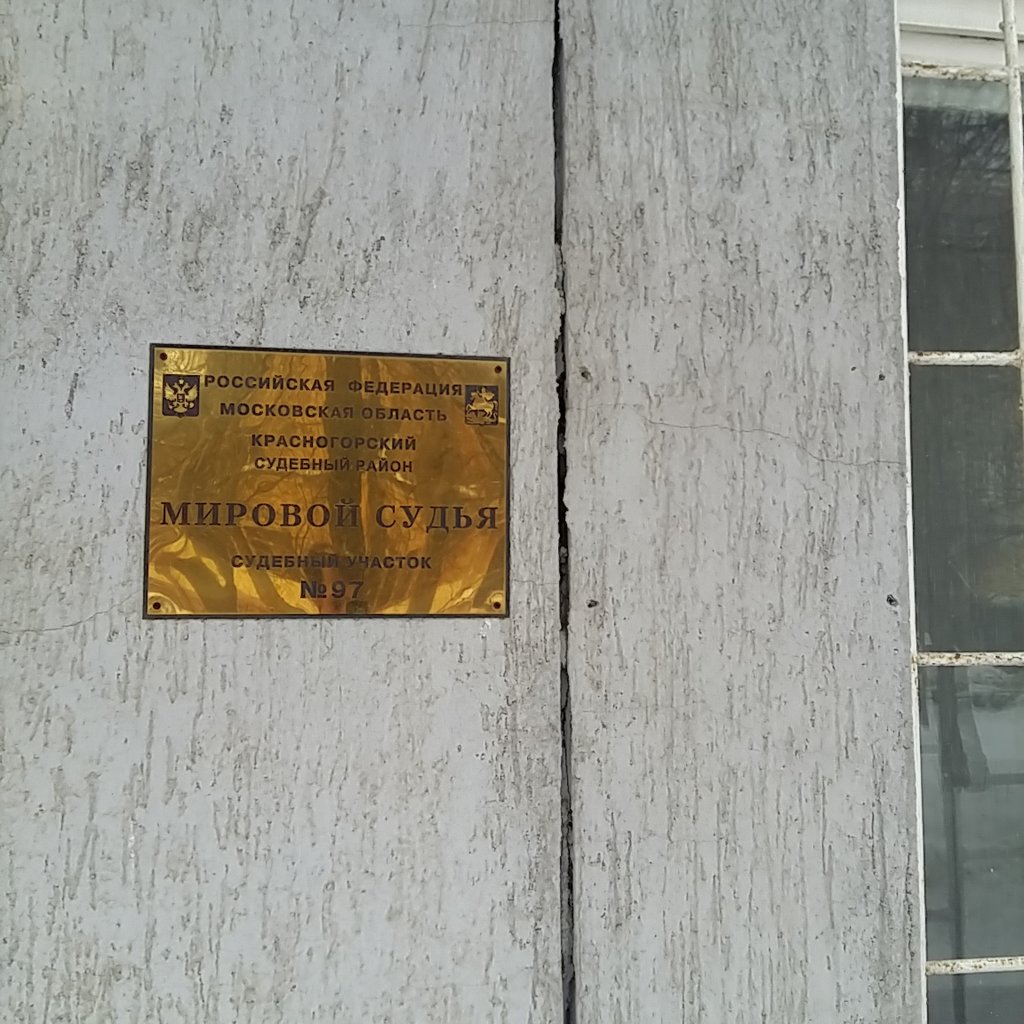 РОССИЙСКАЯ ФЕДЕРАЦИЯ
МОСКОВСКАЯ ОБЛАСТЬ
КРАСНОГОРСКИЙ
СУДЕБНЫЙ РАЙОН
МИРОВОЙ СУДЬЯ
СУДЕБНЫЙ УЧАСТОК
№97